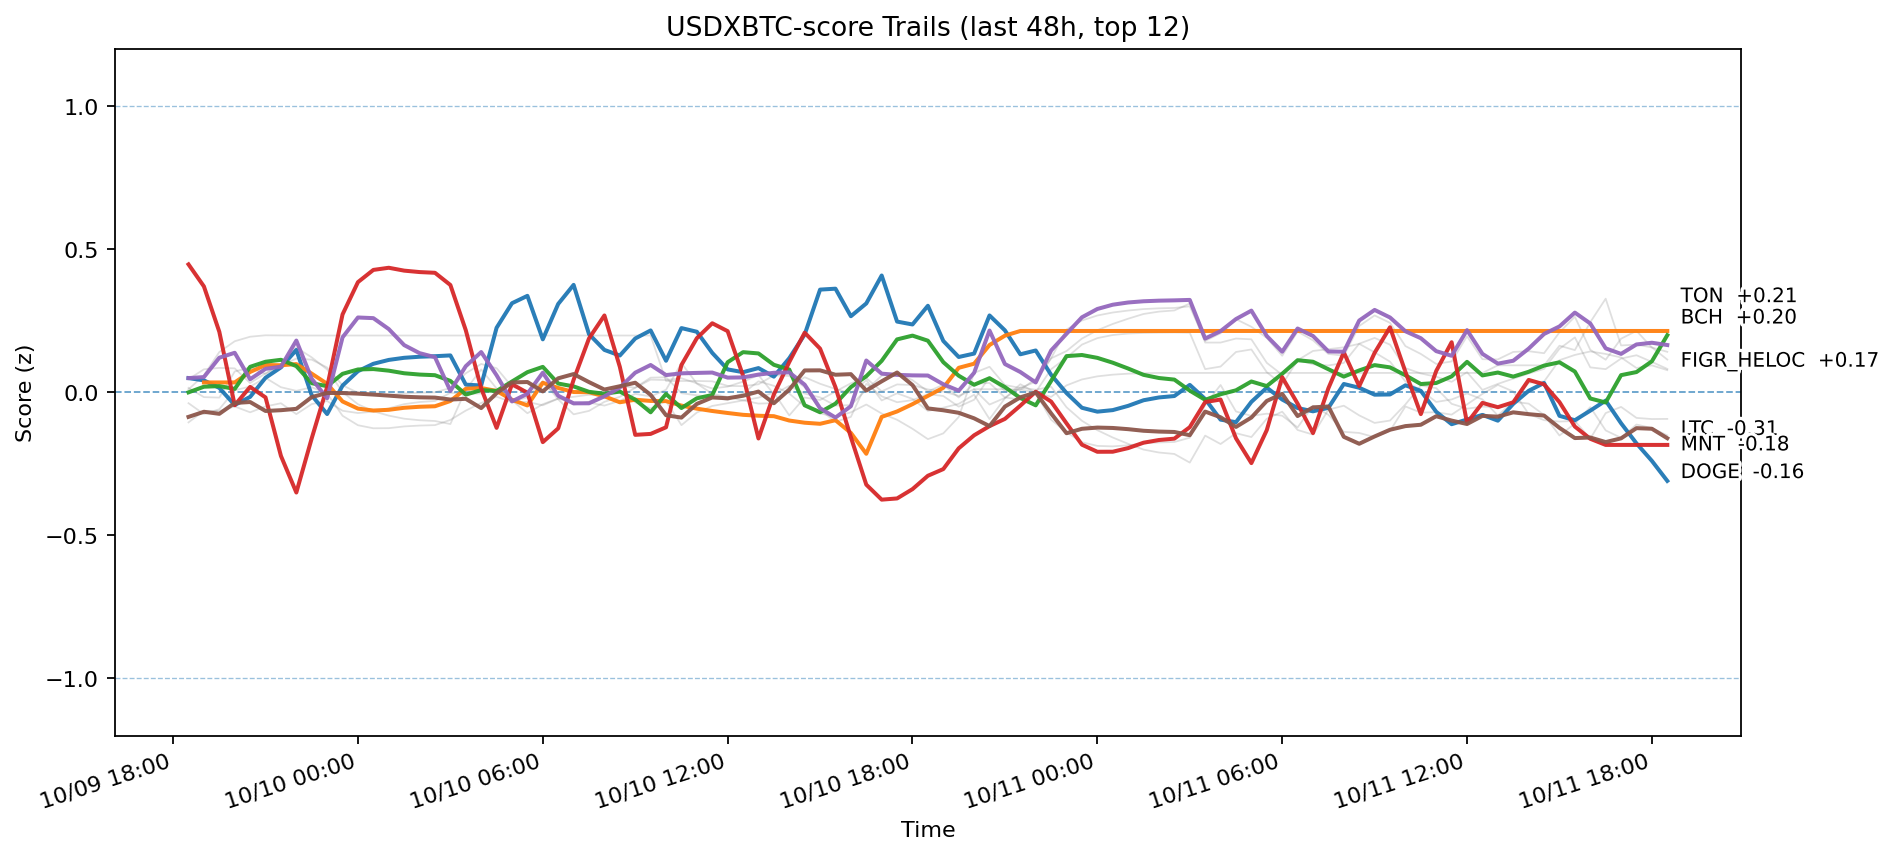 USDXBTC-score Trails (last 48h, top 12)
Score (z)
1.0
0.5
0.0
−0.5
−1.0
TON +0.21
BCH +0.20
FIGR_HELOC +0.17
LTC -0.31
MNT -0.18
DOGE -0.16
10/09 18:00
10/10 00:00
10/10 06:00
10/10 12:00
10/10 18:00
10/11 00:00
10/11 06:00
10/11 12:00
10/11 18:00
Time